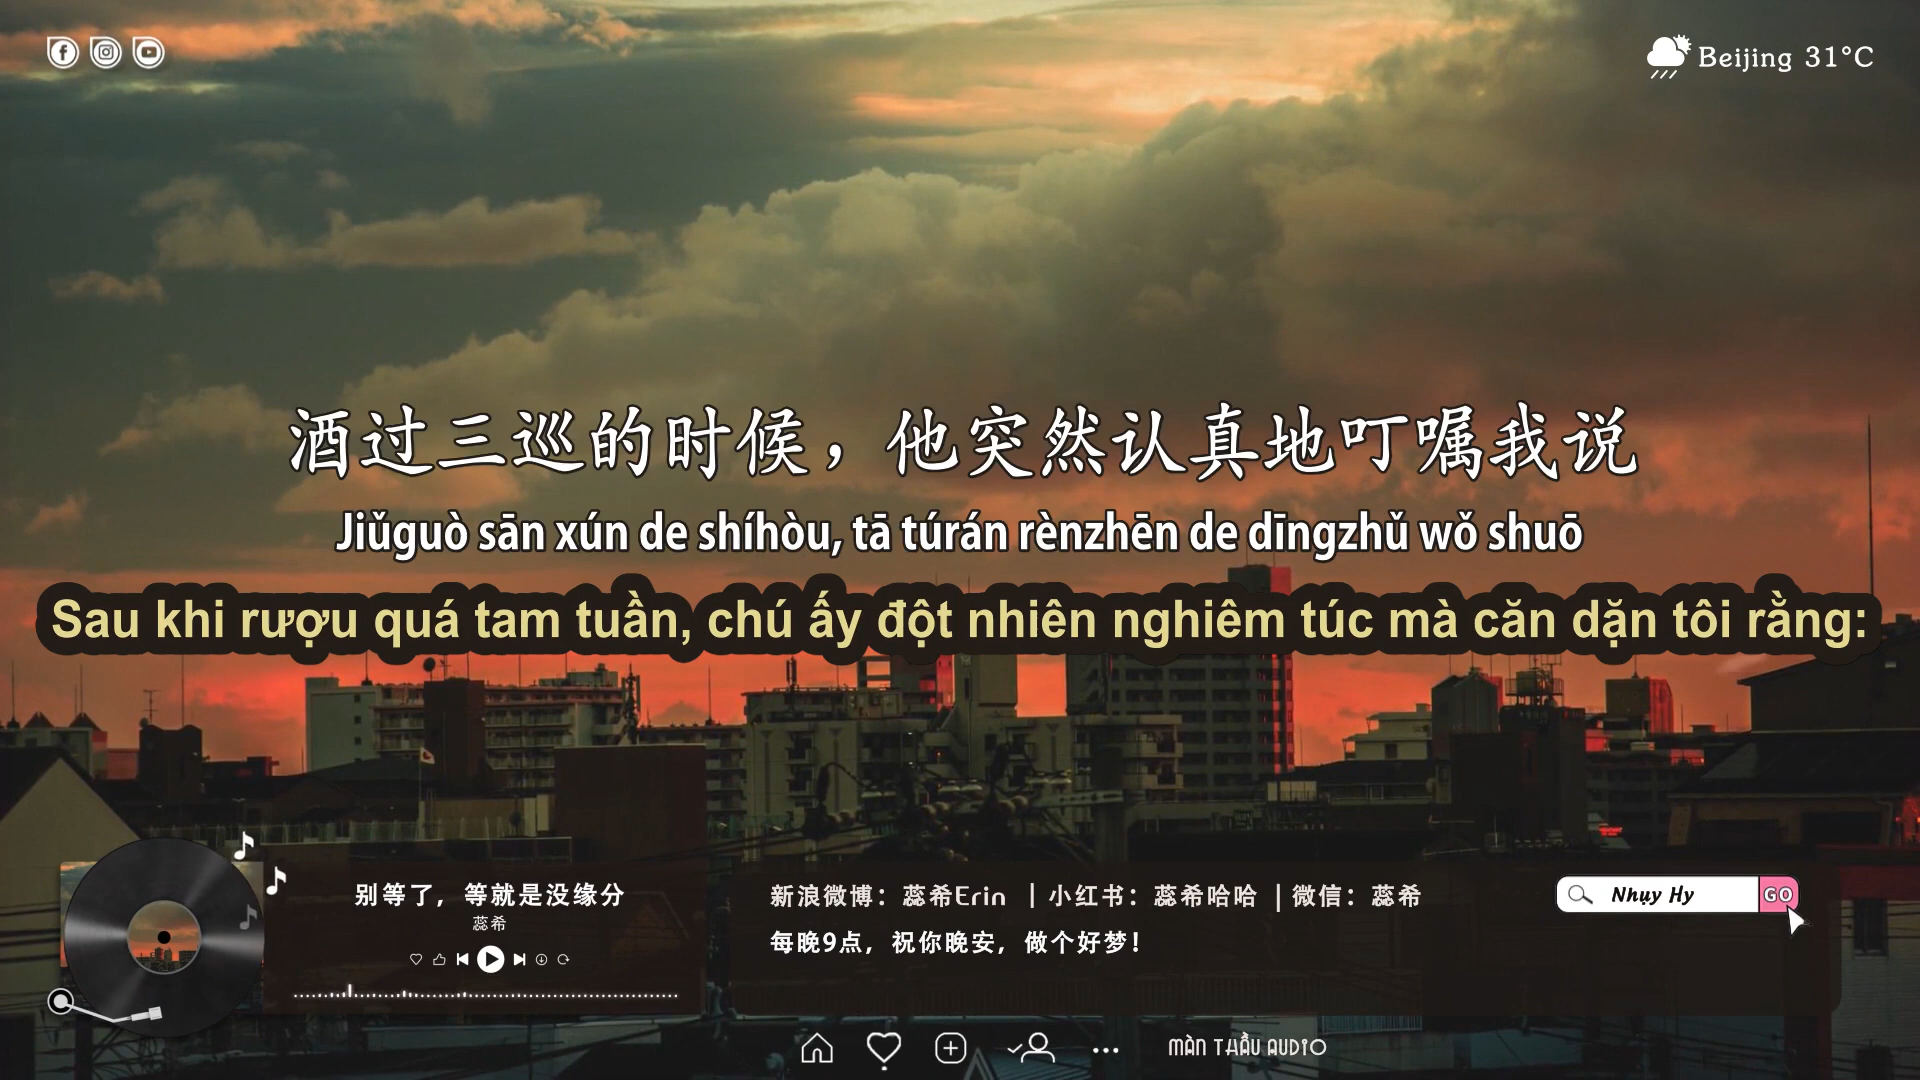 Beijing 31°C
酒过三巡的时候，他突然认真地叮嘱我说
Jiǔguò sān xún de shíhòu, tā túrán rènzhēn de dīngzhǔ wǒ shuō
Sau khi rượu quá tam tuần, chú ấy đột nhiên nghiêm túc mà căn dặn tôi rằng:
别等了，等就是没缘分
蕊希
新浪微博：蕊希Erin ｜小红书：蕊希哈哈 ｜微信：蕊希
每晚9点，祝你晚安，做个好梦！
Nhụy Hy GO
MÀN THẦU AUDIO